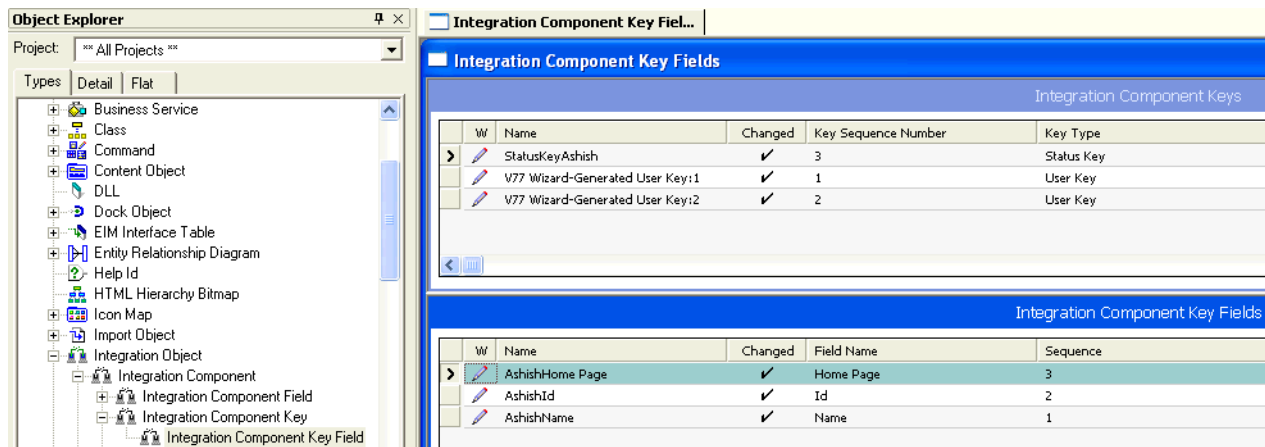 Object Explorer
Project: ** All Projects **
Types Detail Flat
Business Service
Class
Command
Content Object
DLL
Dock Object
EIM Interface Table
Entity Relationship Diagram
Help Id
HTML Hierarchy Bitmap
Icon Map
Import Object
Integration Object
Integration Component
Integration Component Field
Integration Component Key
Integration Component Key Field
Integration Component Key Fiel...
Integration Component Key Fields
Integration Component Keys
W Name Changed Key Sequence Number Key Type
StatusKeyAshish 3 Status Key
V77 Wizard-Generated User Key:1 1 User Key
V77 Wizard-Generated User Key:2 2 User Key
Integration Component Key Fields
W Name Changed Field Name Sequence
AshishHome Page Home Page 3
AshishId Id 2
AshishName Name 1